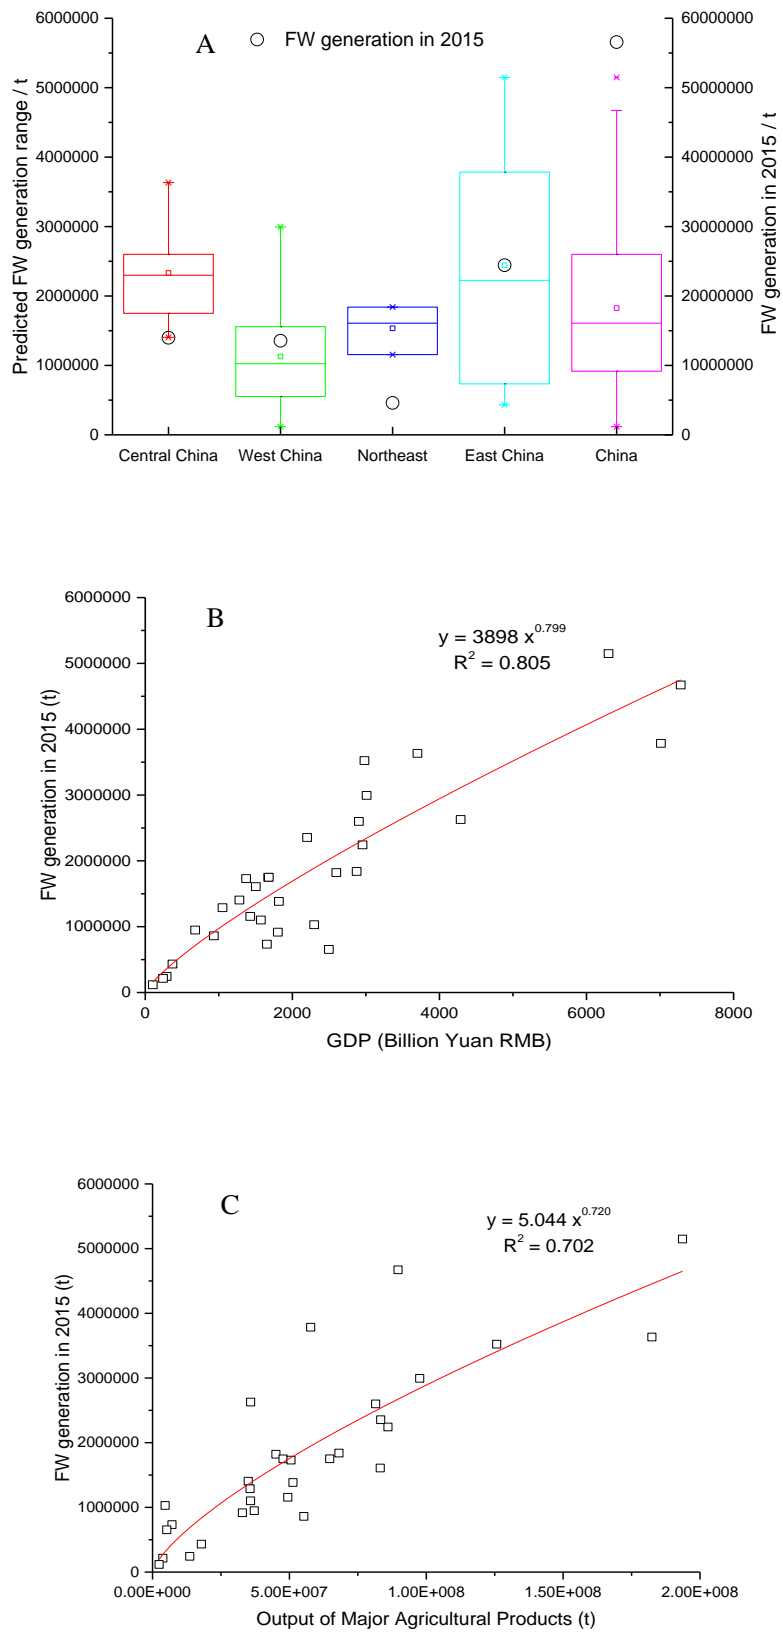 A
FW generation in 2015
6000000
5000000
4000000
3000000
2000000
1000000
0
Predicted FW generation range / t
60000000
50000000
40000000
30000000
20000000
10000000
0
FW generation in 2015 / t
Central China West China Northeast East China China
B
y = 3898 x^0.799
R^2 = 0.805
6000000
5000000
4000000
3000000
2000000
1000000
0
FW generation in 2015 (t)
0 2000 4000 6000 8000
GDP (Billion Yuan RMB)
C
y = 5.044 x^0.720
R^2 = 0.702
6000000
5000000
4000000
3000000
2000000
1000000
0
FW generation in 2015 (t)
0.00E+000 5.00E+007 1.00E+008 1.50E+008 2.00E+008
Output of Major Agricultural Products (t)